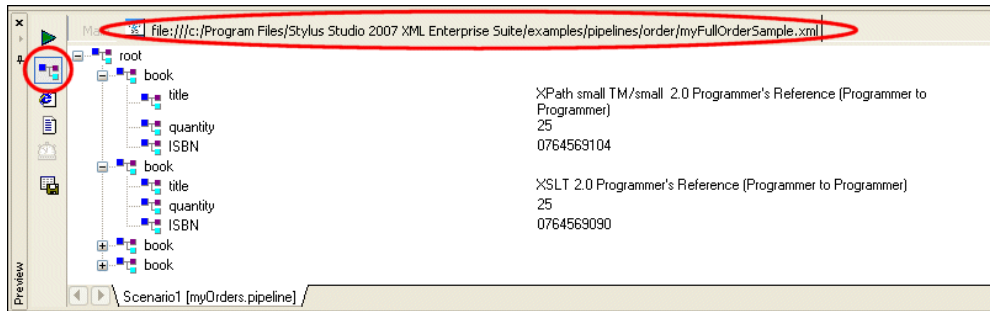 Ma file:///c:/Program Files/Stylus Studio 2007 XML Enterprise Suite/examples/pipelines/order/myFullOrderSample.xml
root
book
title XPath small TM/small 2.0 Programmer's Reference (Programmer to
Programmer)
quantity 25
ISBN 0764569104
book
title XSLT 2.0 Programmer's Reference (Programmer to Programmer)
quantity 25
ISBN 0764569090
book
book
Preview
Scenario1 [myOrders.pipeline]